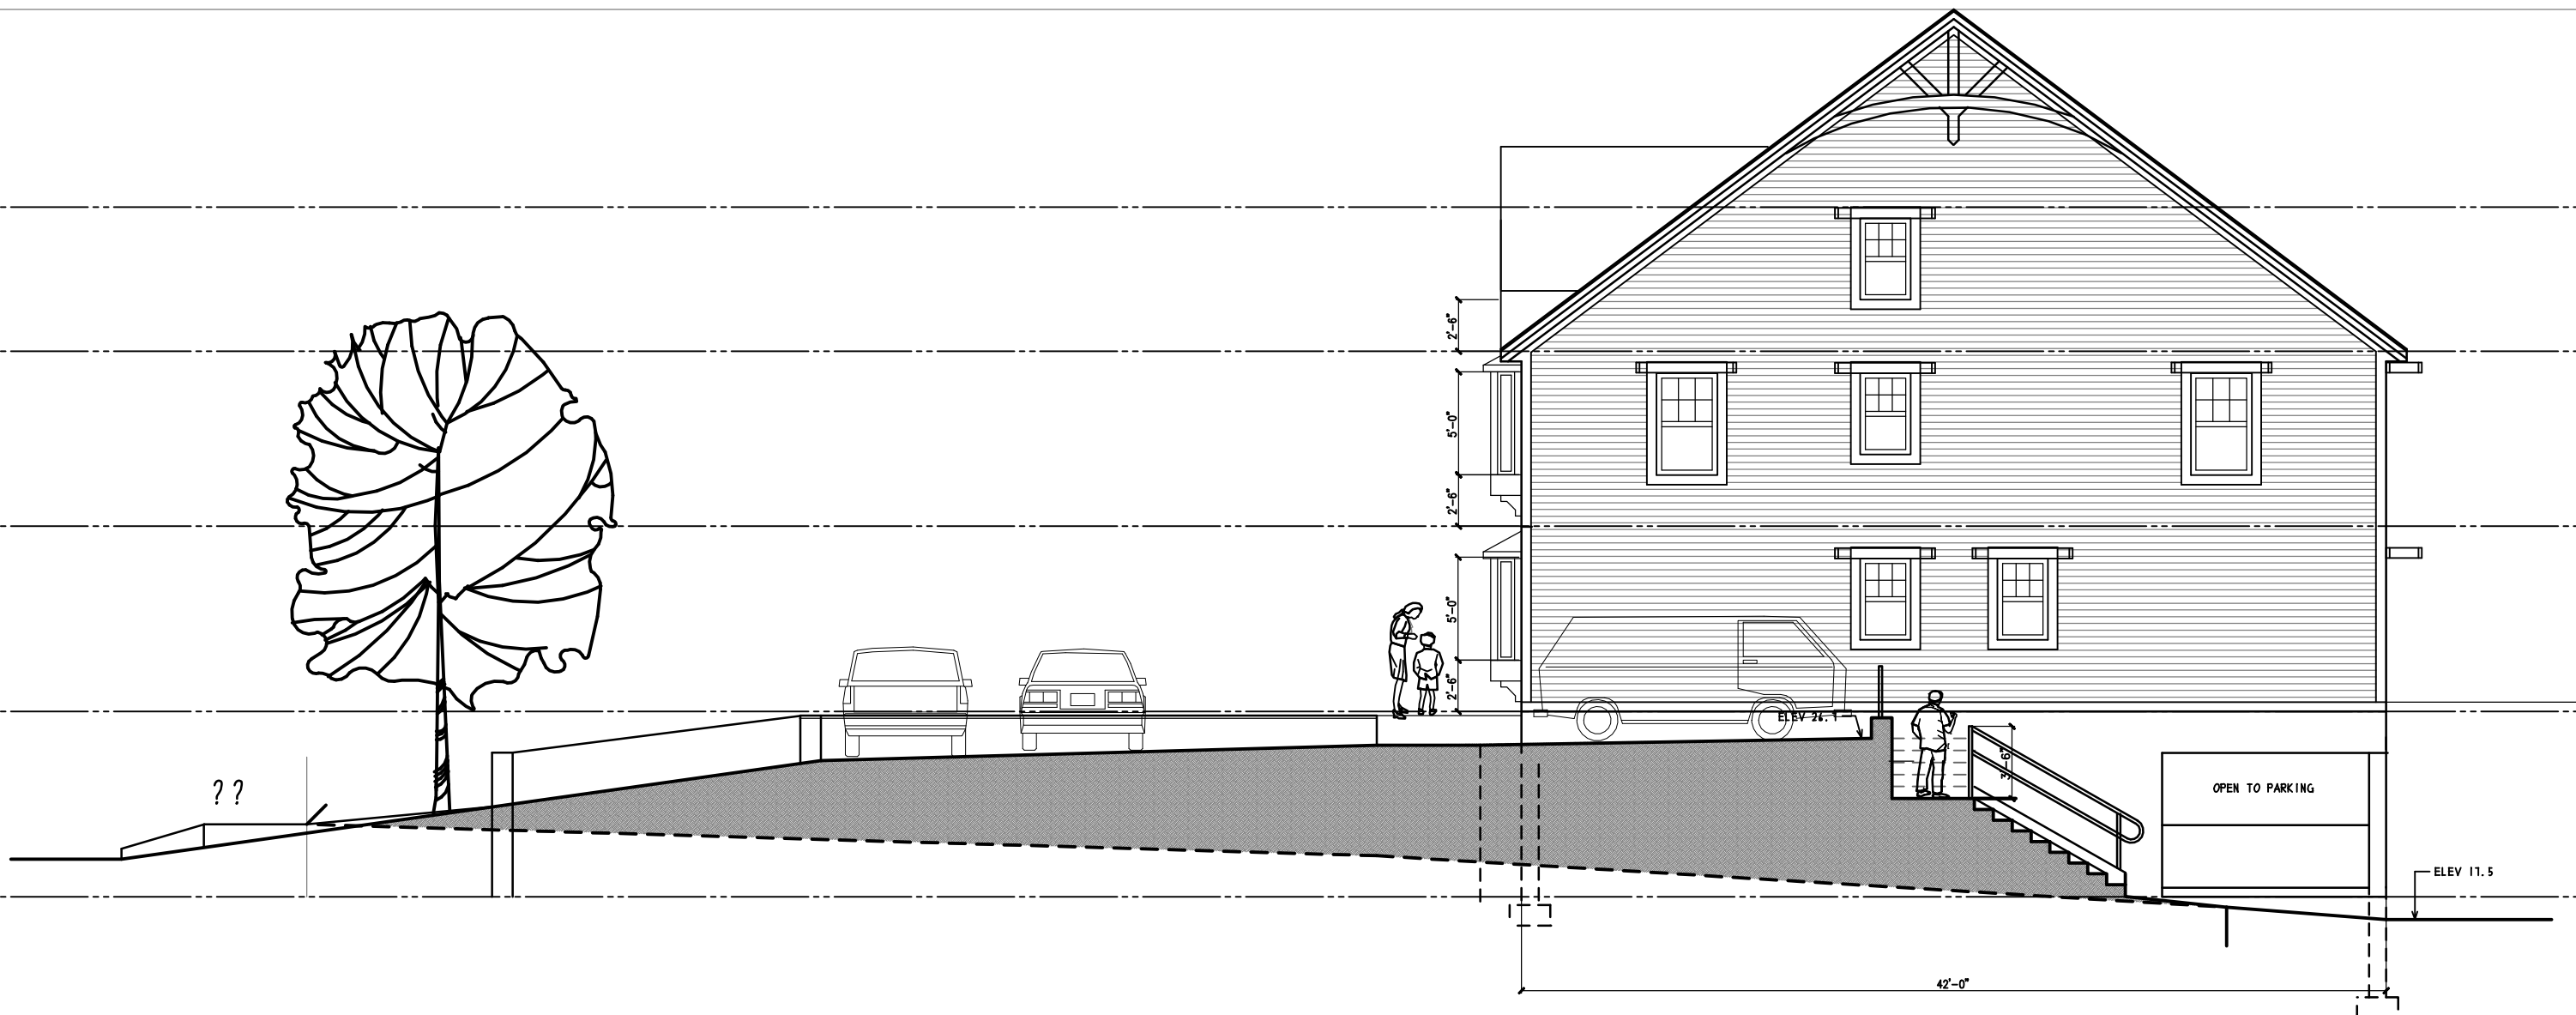 2'-6"
5'-0"
2'-6"
5'-0"
2'-6"
ELEV 26.1
3'-6"
??
OPEN TO PARKING
ELEV 17.5
42'-0"